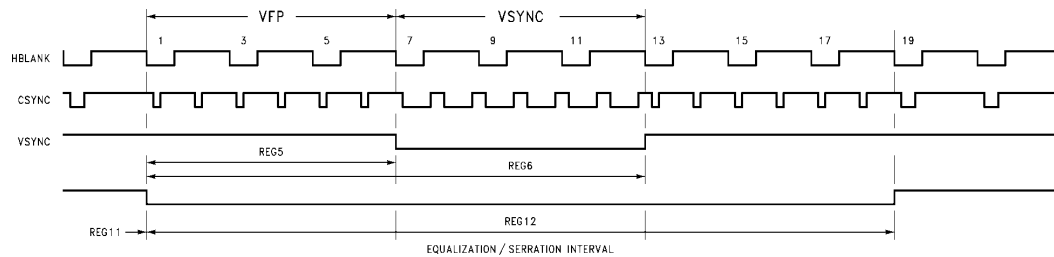 VFP VSYNC
1 3 5 7 9 11 13 15 17 19
HBLANK
CSYNC
VSYNC
REG5
REG6
REG12
REG11
EQUALIZATION / SERRATION INTERVAL